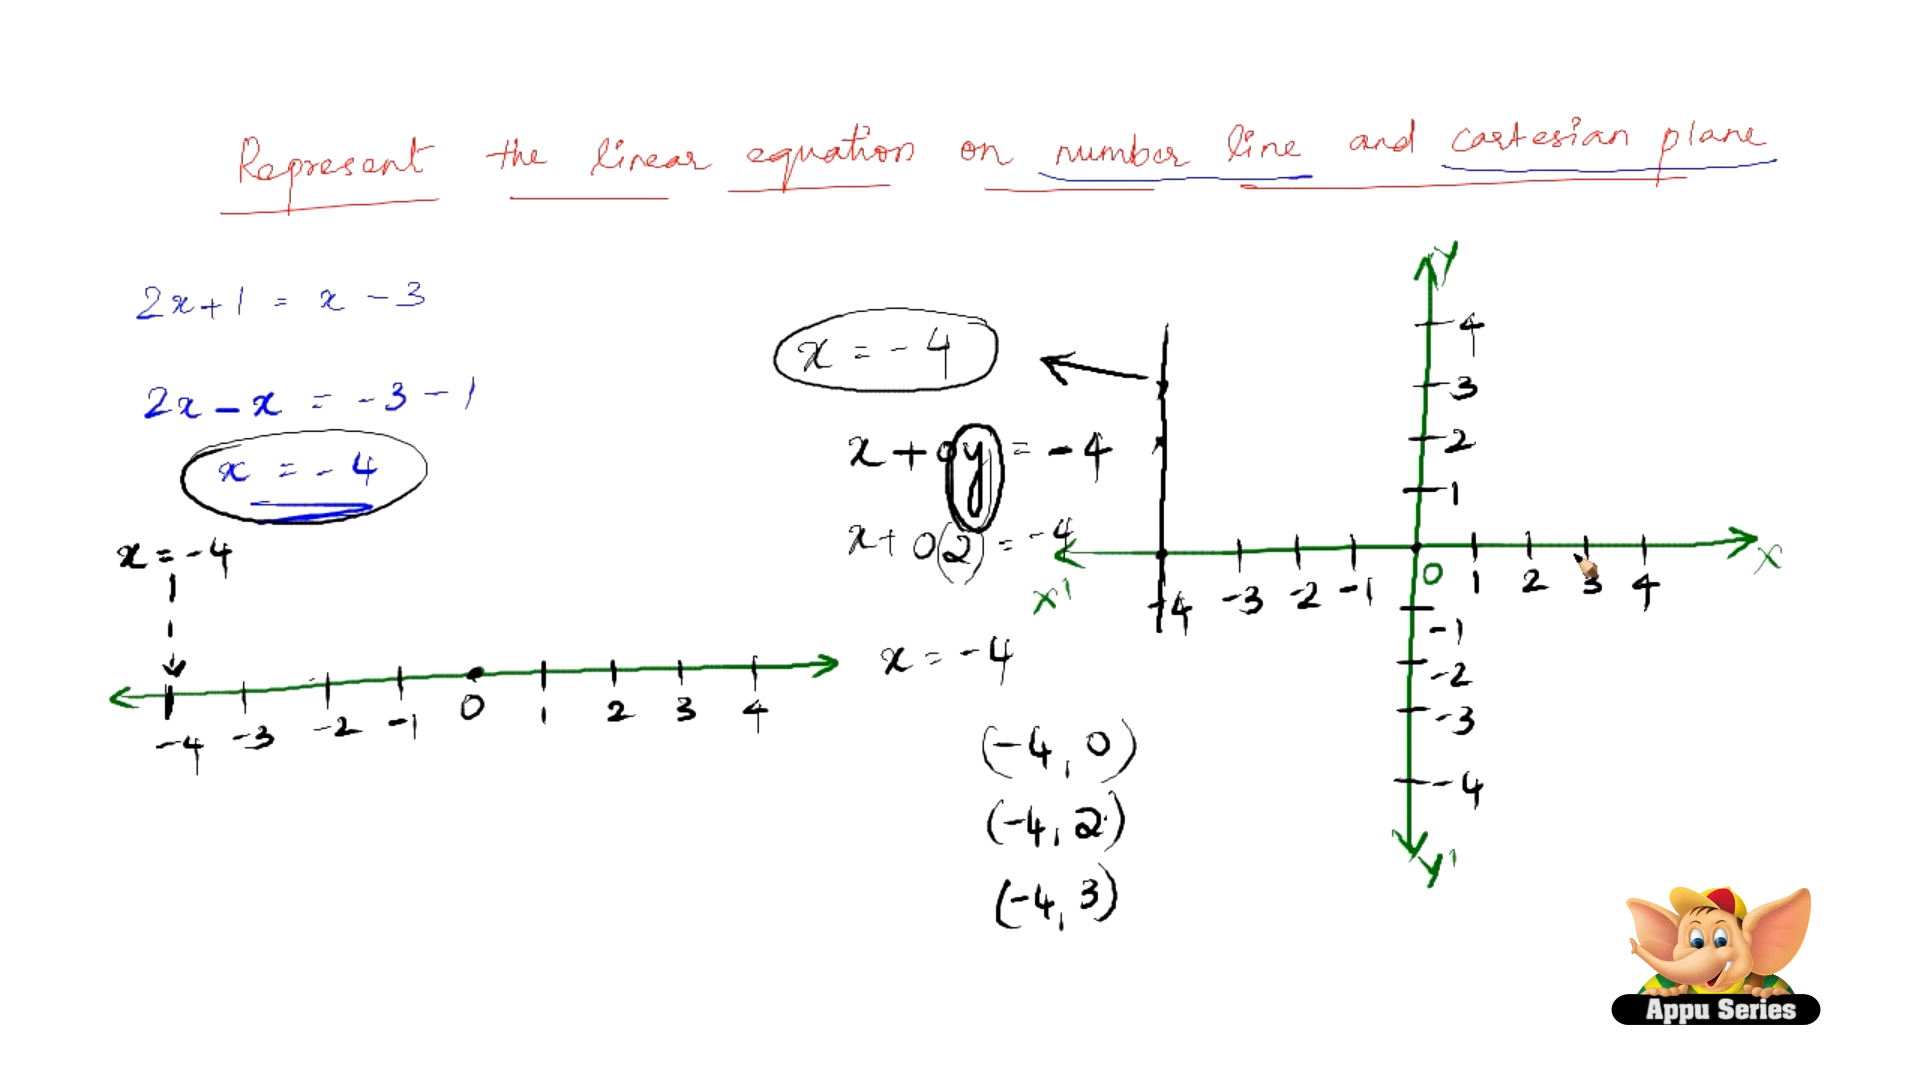 Represent the linear equation on number line and cartesian plane
2x+1 = x-3
2x-x = -3-1
x = -4
x = -4
-4 -3 -2 -1 0 1 2 3 4
x = -4
x+0y = -4
x+0(2) = -4
x = -4
(-4, 0)
(-4, 2)
(-4, 3)
Y
4
3
2
1
X' -4 -3 -2 -1 0 1 2 3 4 X
-1
-2
-3
-4
Y'
Appu Series